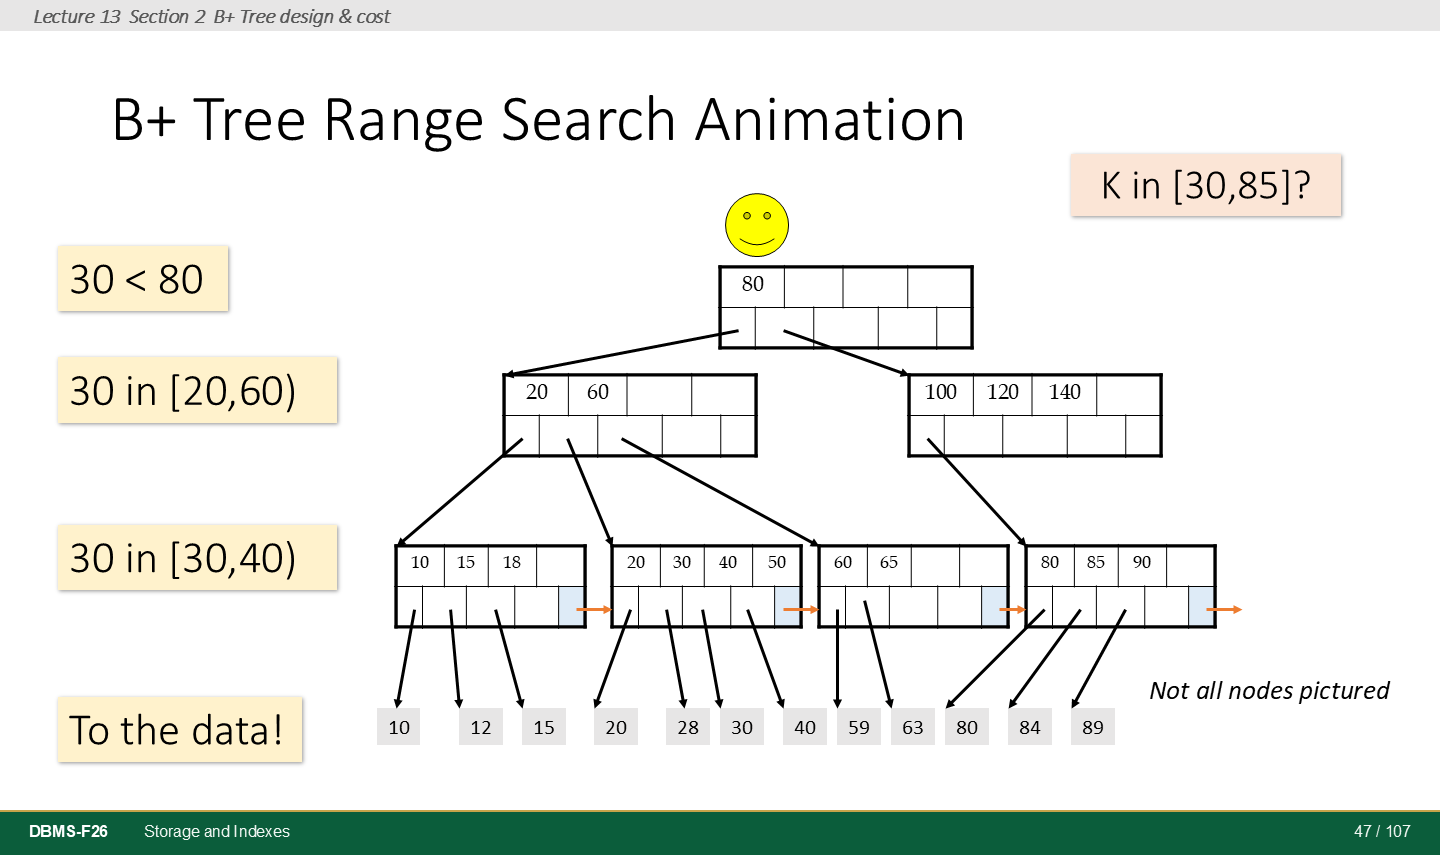 Lecture 13 Section 2 B+ Tree design & cost
B+ Tree Range Search Animation
K in [30,85]?
30 < 80
80
30 in [20,60)
20 60
100 120 140
30 in [30,40)
10 15 18
20 30 40 50
60 65
80 85 90
Not all nodes pictured
To the data!
10 12 15 20 28 30 40 59 63 80 84 89
DBMS-F26 Storage and Indexes 47 / 107